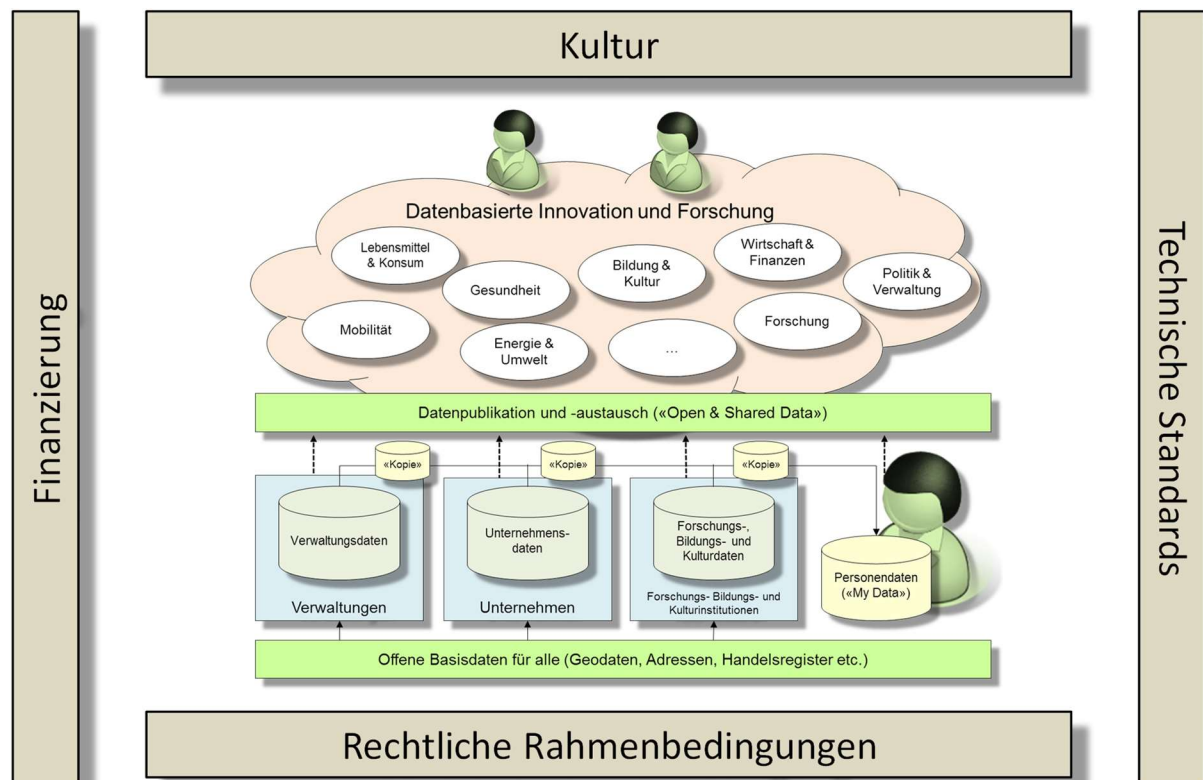 Kultur
Finanzierung
Technische Standards
Datenbasierte Innovation und Forschung
Lebensmittel
& Konsum
Gesundheit
Bildung &
Kultur
Wirtschaft &
Finanzen
Politik &
Verwaltung
Mobilität
Energie &
Umwelt
...
Forschung
Datenpublikation und -austausch («Open & Shared Data»)
«Kopie»
«Kopie»
«Kopie»
Verwaltungsdaten
Verwaltungen
Unternehmens-
daten
Unternehmen
Forschungs-,
Bildungs- und
Kulturdaten
Forschungs- Bildungs- und
Kulturinstitutionen
Personendaten
(«My Data»)
Offene Basisdaten für alle (Geodaten, Adressen, Handelsregister etc.)
Rechtliche Rahmenbedingungen